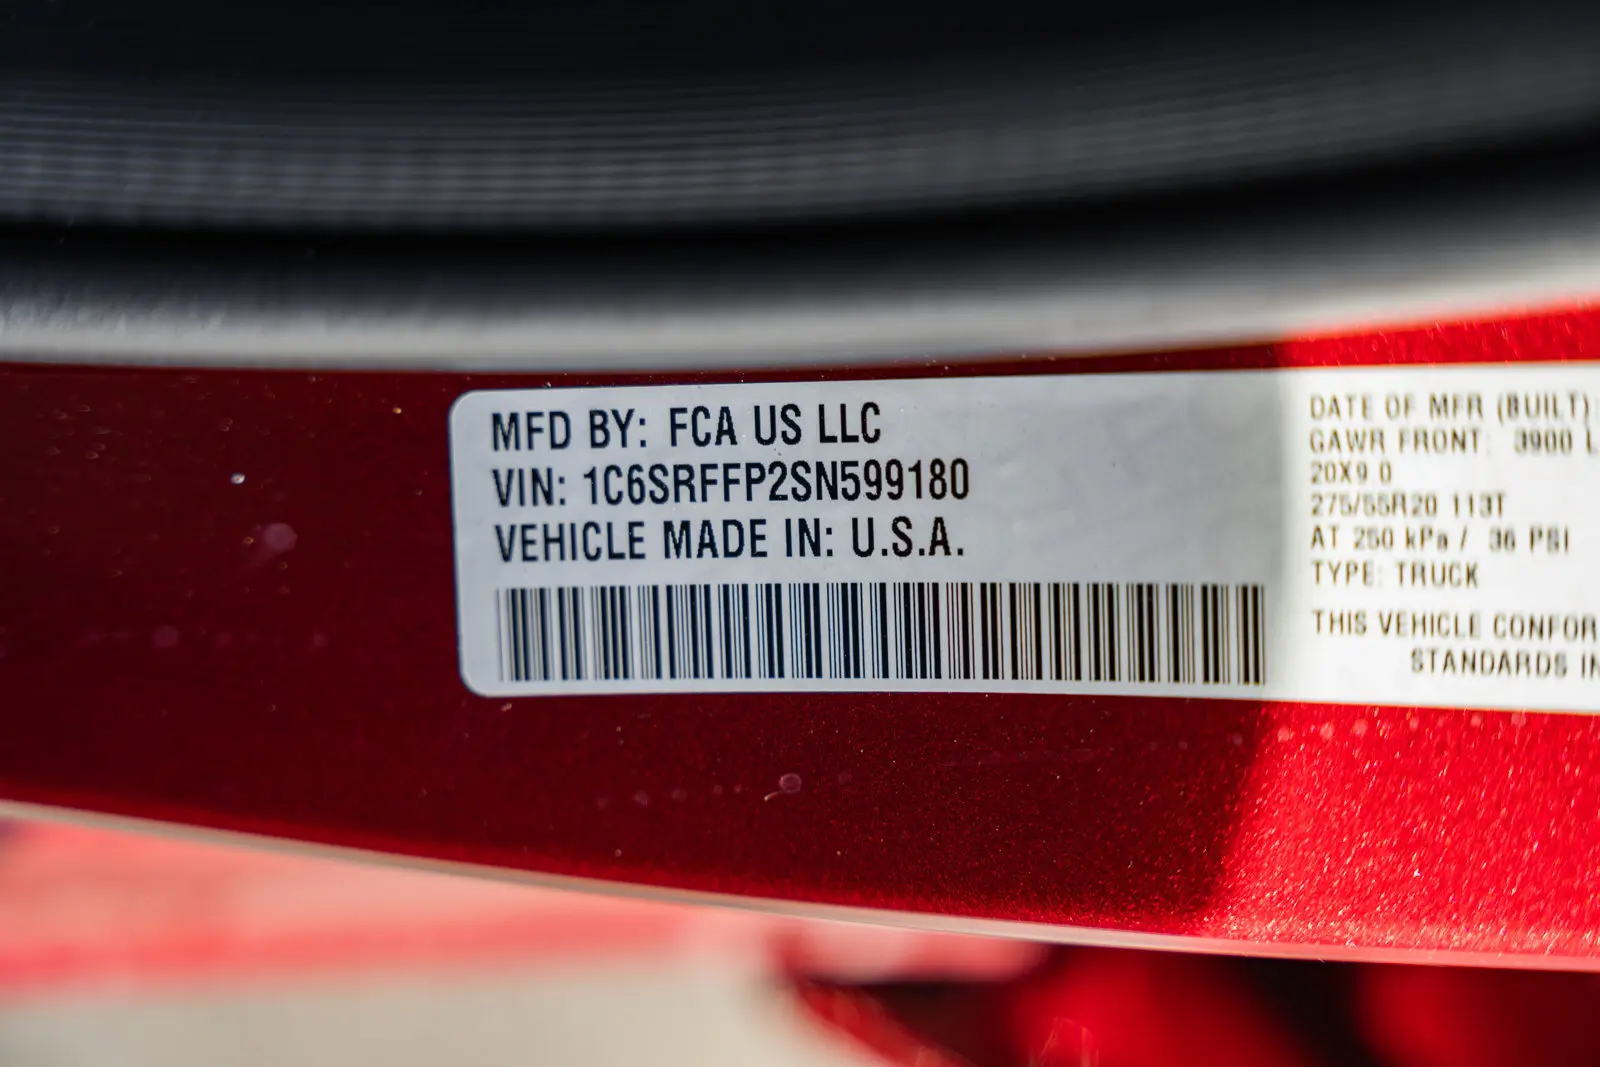 MFD BY: FCA US LLC
VIN: 1C6SRFFP2SN599180
VEHICLE MADE IN: U.S.A.
DATE OF MFR (BUILT)
GAWR FRONT: 3900 L
20X9.0
275/55R20 113T
AT 250 kPa / 36 PSI
TYPE: TRUCK
THIS VEHICLE CONFOR
STANDARDS IN